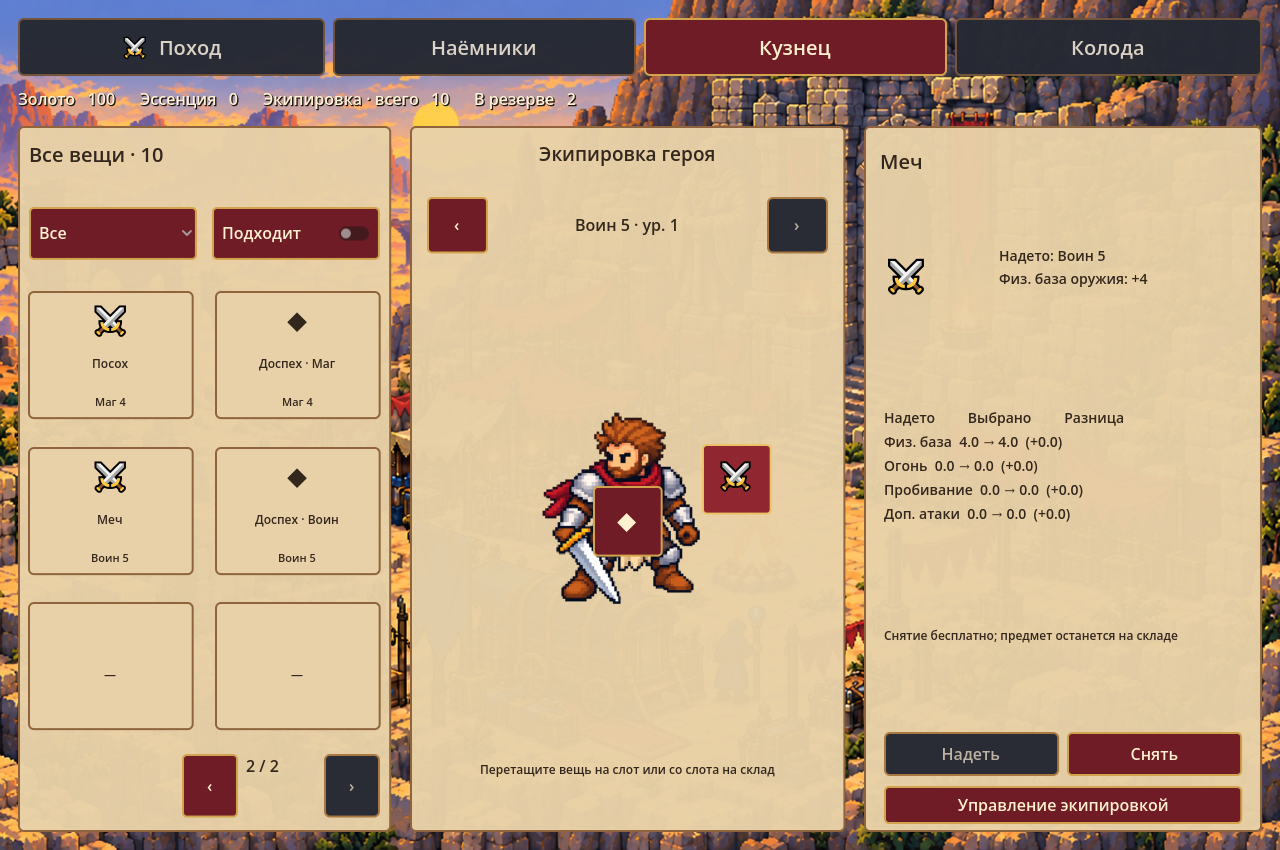 Поход
Наёмники
Кузнец
Колода
Золото 100 Эссенция 0 Экипировка · всего 10 В резерве 2
Все вещи · 10
Все
Подходит
Посох
Маг 4
Доспех · Маг
Маг 4
Меч
Воин 5
Доспех · Воин
Воин 5
—
—
‹
2 / 2
›
Экипировка героя
‹
Воин 5 · ур. 1
›
Перетащите вещь на слот или со слота на склад
Меч
Надето: Воин 5
Физ. база оружия: +4
Надето Выбрано Разница
Физ. база 4.0 → 4.0 (+0.0)
Огонь 0.0 → 0.0 (+0.0)
Пробивание 0.0 → 0.0 (+0.0)
Доп. атаки 0.0 → 0.0 (+0.0)
Снятие бесплатно; предмет останется на складе
Надеть
Снять
Управление экипировкой